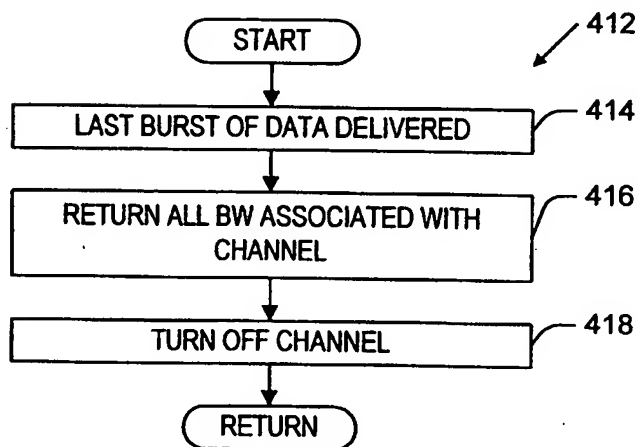 START
412
LAST BURST OF DATA DELIVERED
414
RETURN ALL BW ASSOCIATED WITH
CHANNEL
416
TURN OFF CHANNEL
418
RETURN